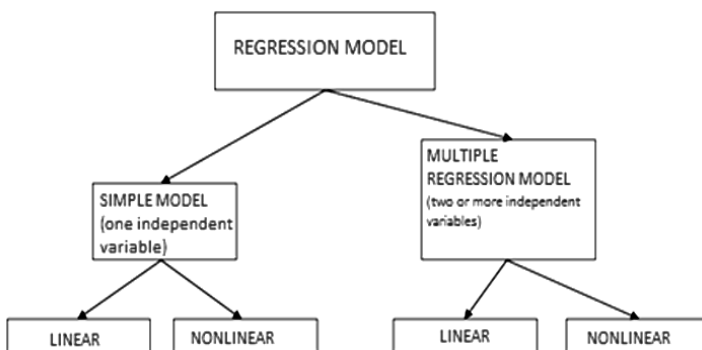 REGRESSION MODEL
MULTIPLE
REGRESSION MODEL
(two or more independent
variables)
SIMPLE MODEL
(one independent
variable)
LINEAR
NONLINEAR
LINEAR
NONLINEAR